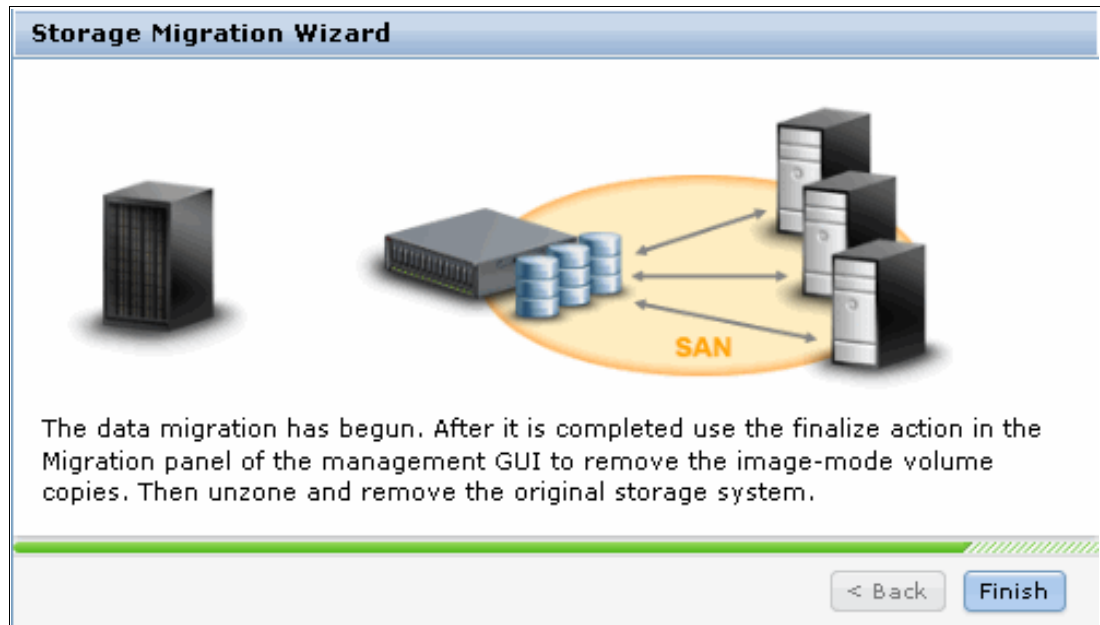 Storage Migration Wizard
SAN
The data migration has begun. After it is completed use the finalize action in the
Migration panel of the management GUI to remove the image-mode volume
copies. Then unzone and remove the original storage system.
< Back
Finish